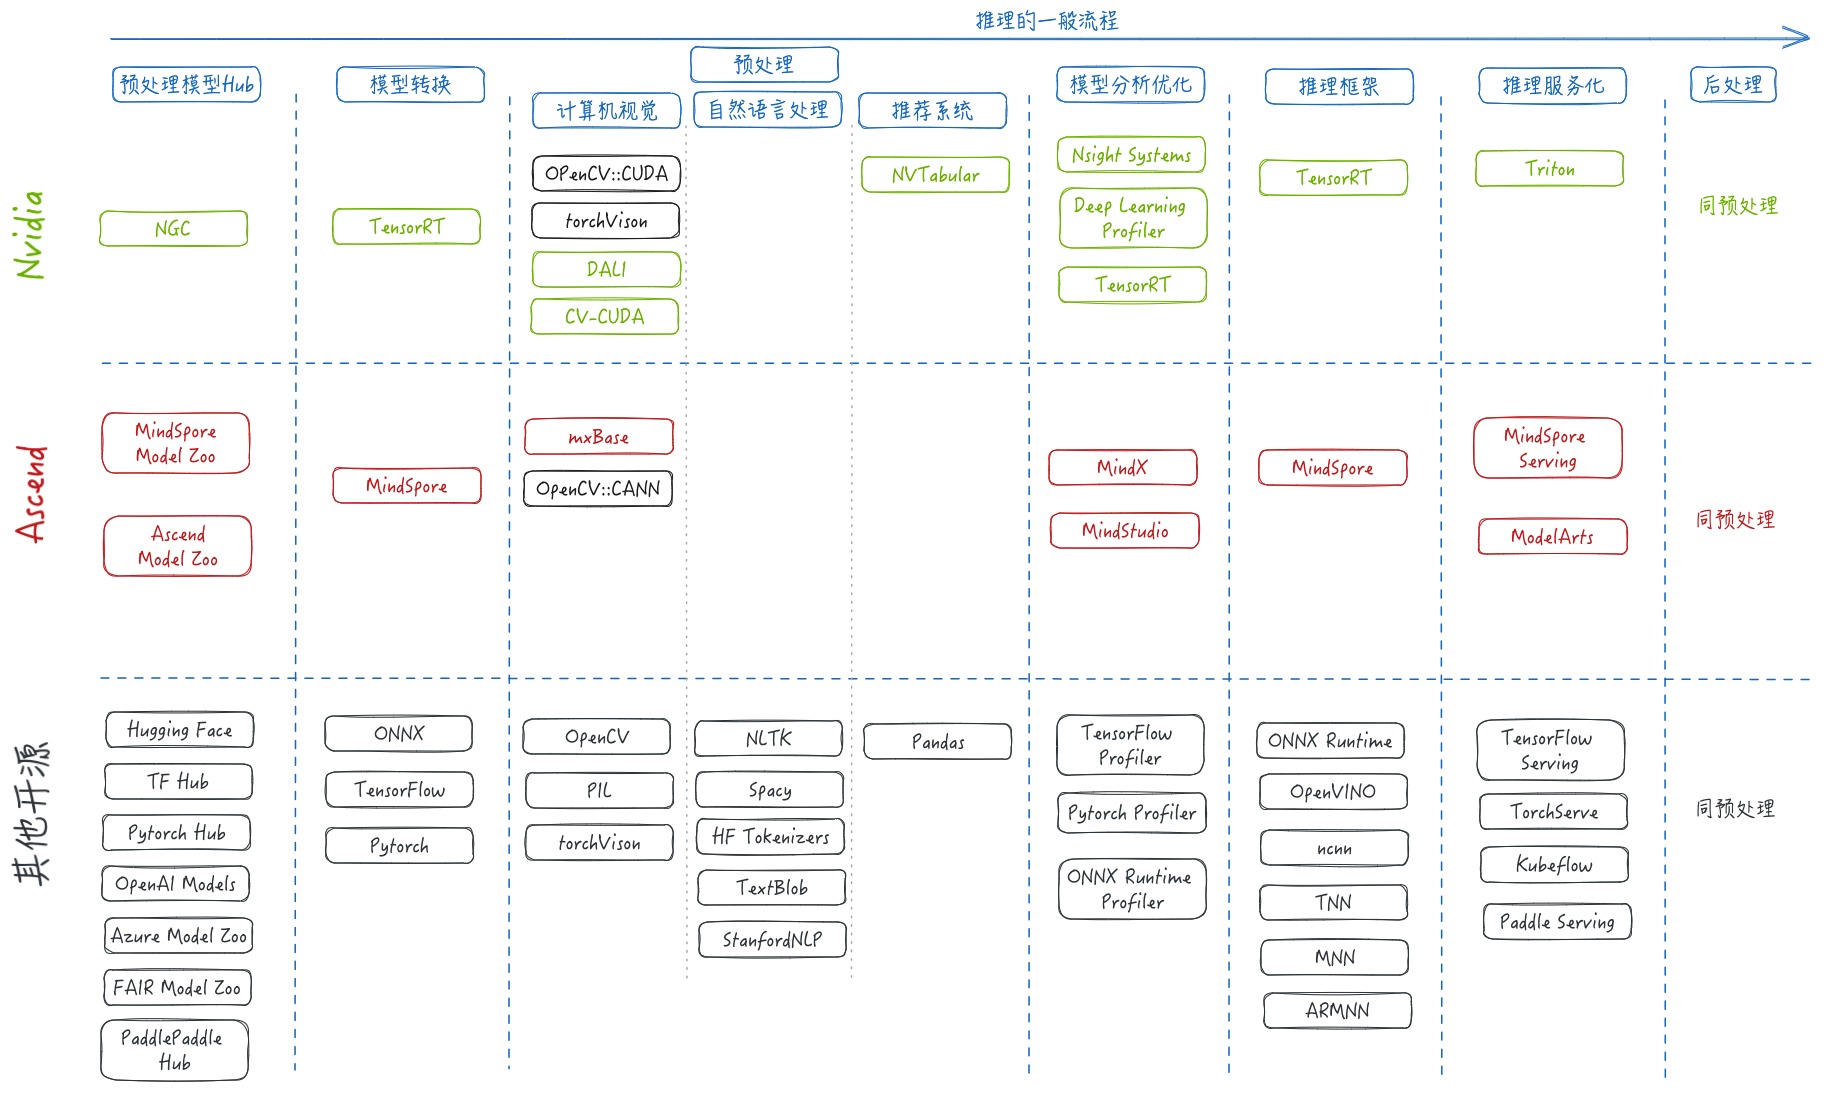 推理的一般流程
预处理模型Hub
模型转换
预处理
计算机视觉
自然语言处理
推荐系统
模型分析优化
推理框架
推理服务化
后处理
Nvidia
NGC
TensorRT
OPenCV::CUDA
torchVison
DALI
CV-CUDA
NVTabular
Nsight Systems
Deep Learning
Profiler
TensorRT
TensorRT
Triton
同预处理
Ascend
MindSpore
Model Zoo
Ascend
Model Zoo
MindSpore
mxBase
OpenCV::CANN
MindX
MindStudio
MindSpore
MindSpore
Serving
ModelArts
同预处理
其他开源
Hugging Face
TF Hub
Pytorch Hub
OpenAI Models
Azure Model Zoo
FAIR Model Zoo
PaddlePaddle
Hub
ONNX
TensorFlow
Pytorch
OpenCV
PIL
torchVison
NLTK
Spacy
HF Tokenizers
TextBlob
StanfordNLP
Pandas
TensorFlow
Profiler
Pytorch Profiler
ONNX Runtime
Profiler
ONNX Runtime
OpenVINO
ncnn
TNN
MNN
ARMNN
TensorFlow
Serving
TorchServe
Kubeflow
Paddle Serving
同预处理